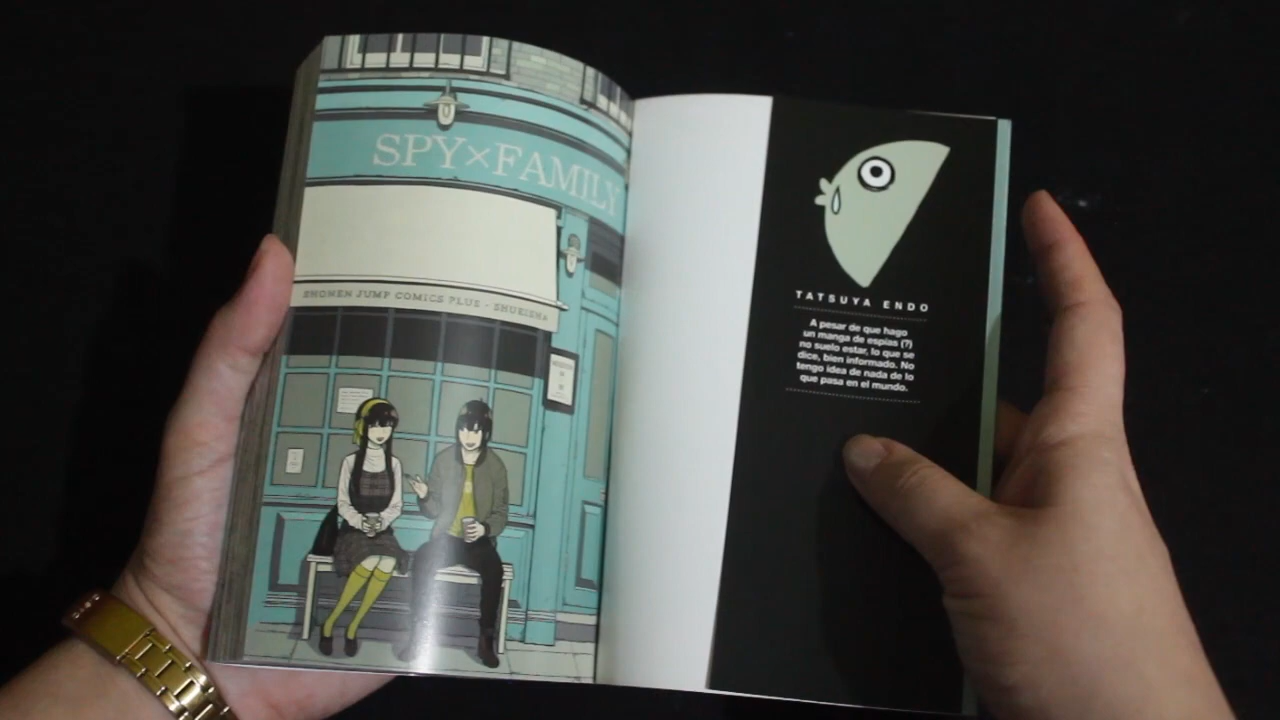 SPY×FAMILY
SHONEN JUMP COMICS PLUS · SHUEISHA
TATSUYA ENDO
A pesar de que hago
un manga de espías (?)
no suelo estar, lo que se
dice, bien informado. No
tengo idea de nada de lo
que pasa en el mundo.